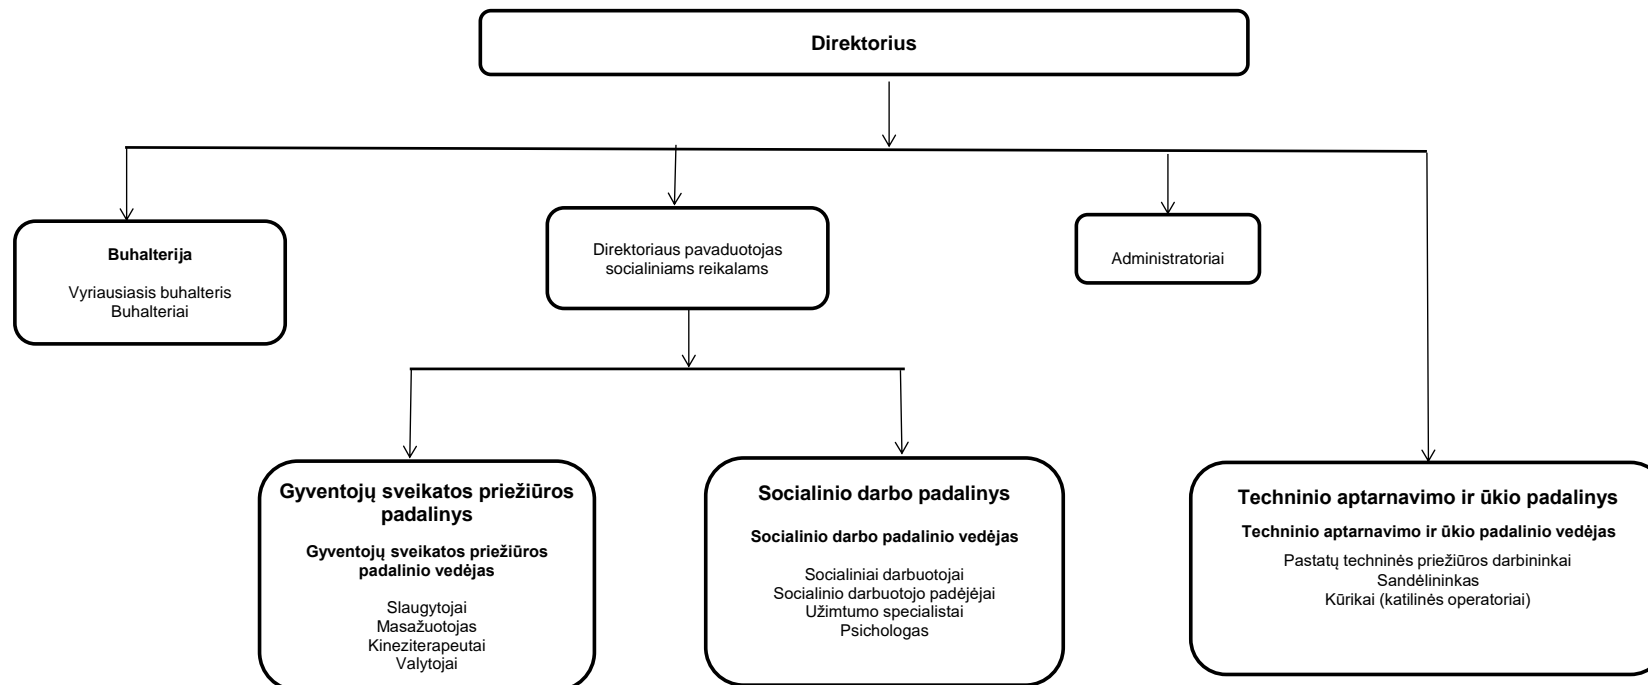 Direktorius
Buhalterija
Vyriausiasis buhalteris
Buhalteriai
Direktoriaus pavaduotojas
socialiniams reikalams
Administratoriai
Gyventojų sveikatos priežiūros
padalinys
Gyventojų sveikatos priežiūros
padalinio vedėjas
Slaugytojai
Masažuotojas
Kineziterapeutai
Valytojai
Socialinio darbo padalinys
Socialinio darbo padalinio vedėjas
Socialiniai darbuotojai
Socialinio darbuotojo padėjėjai
Užimtumo specialistai
Psichologas
Techninio aptarnavimo ir ūkio padalinys
Techninio aptarnavimo ir ūkio padalinio vedėjas
Pastatų techninės priežiūros darbininkai
Sandėlininkas
Kūrikai (katilinės operatoriai)